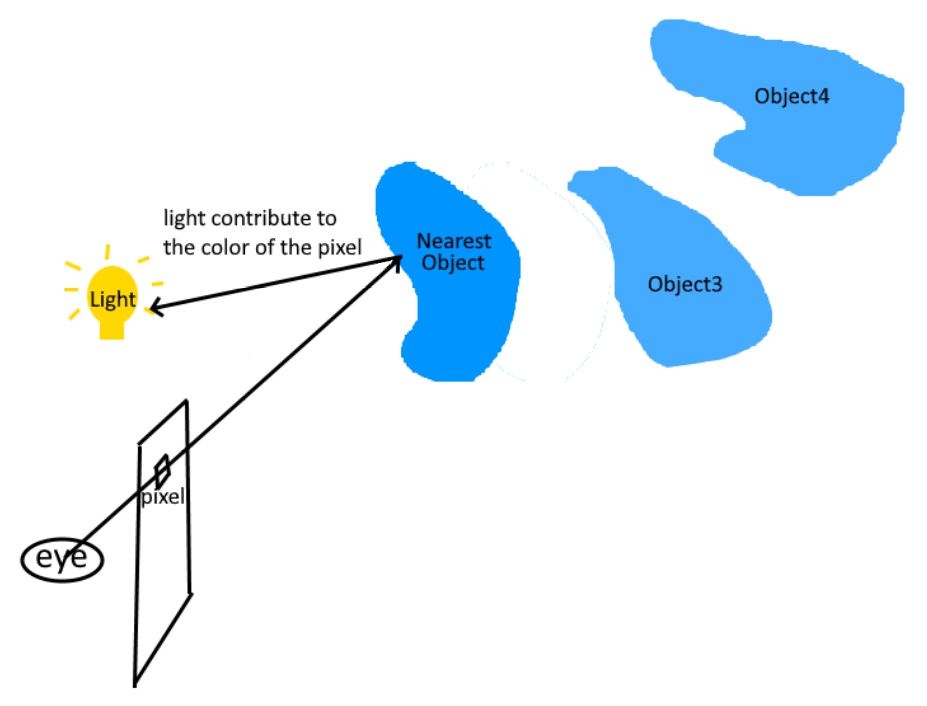 Object4
light contribute to
the color of the pixel
Nearest
Object
Object3
Light
pixel
eye